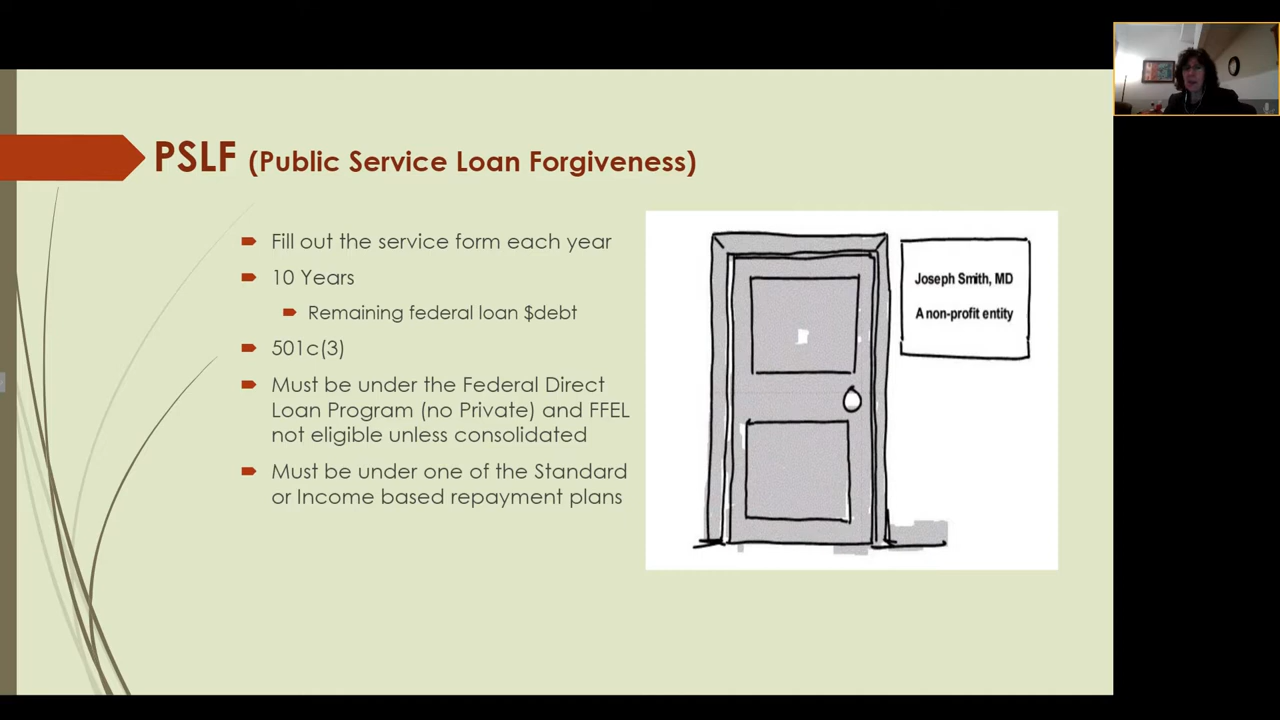 PSLF (Public Service Loan Forgiveness)
Fill out the service form each year
10 Years
Remaining federal loan $debt
501c(3)
Must be under the Federal Direct
Loan Program (no Private) and FFEL
not eligible unless consolidated
Must be under one of the Standard
or Income based repayment plans
Joseph Smith, MD
A non-profit entity